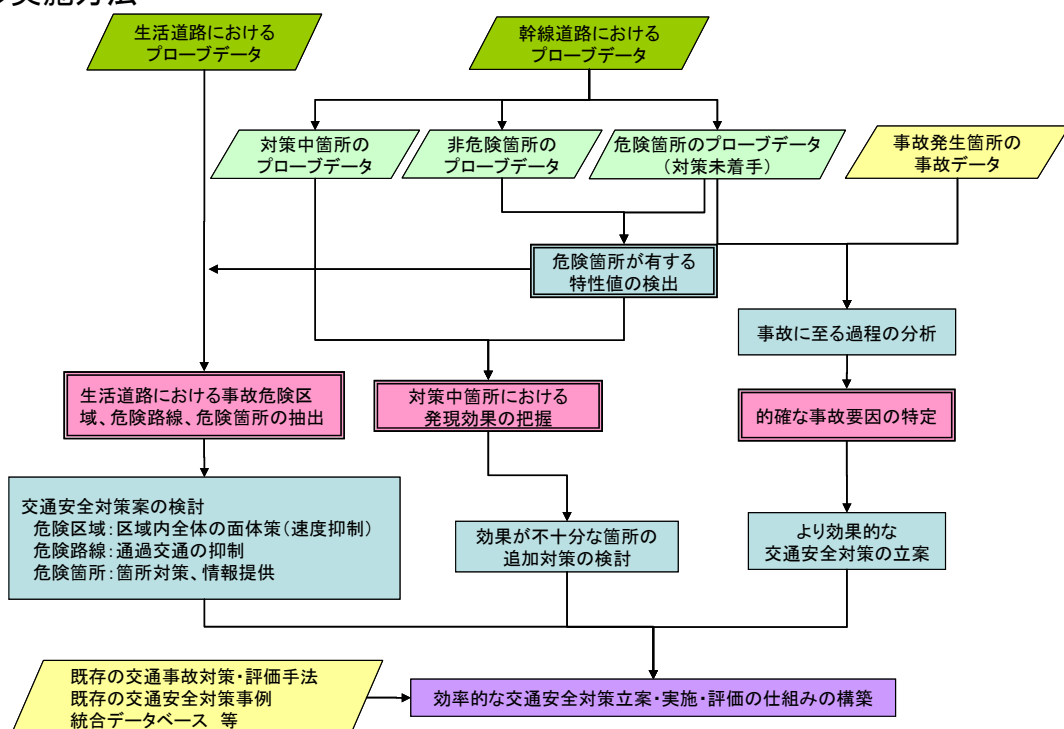 生活道路における
プローブデータ
幹線道路における
プローブデータ
対策中箇所の
プローブデータ
非危険箇所の
プローブデータ
危険箇所のプローブデータ
（対策未着手）
事故発生箇所の
事故データ
危険箇所が有する
特性値の検出
事故に至る過程の分析
生活道路における事故危険区
域、危険路線、危険箇所の抽出
対策中箇所における
発現効果の把握
的確な事故要因の特定
交通安全対策案の検討
危険区域：区域内全体の面体策（速度抑制）
危険路線：通過交通の抑制
危険箇所：箇所対策、情報提供
効果が不十分な箇所の
追加対策の検討
より効果的な
交通安全対策の立案
既存の交通事故対策・評価手法
既存の交通安全対策事例
統合データベース 等
効率的な交通安全対策立案・実施・評価の仕組みの構築